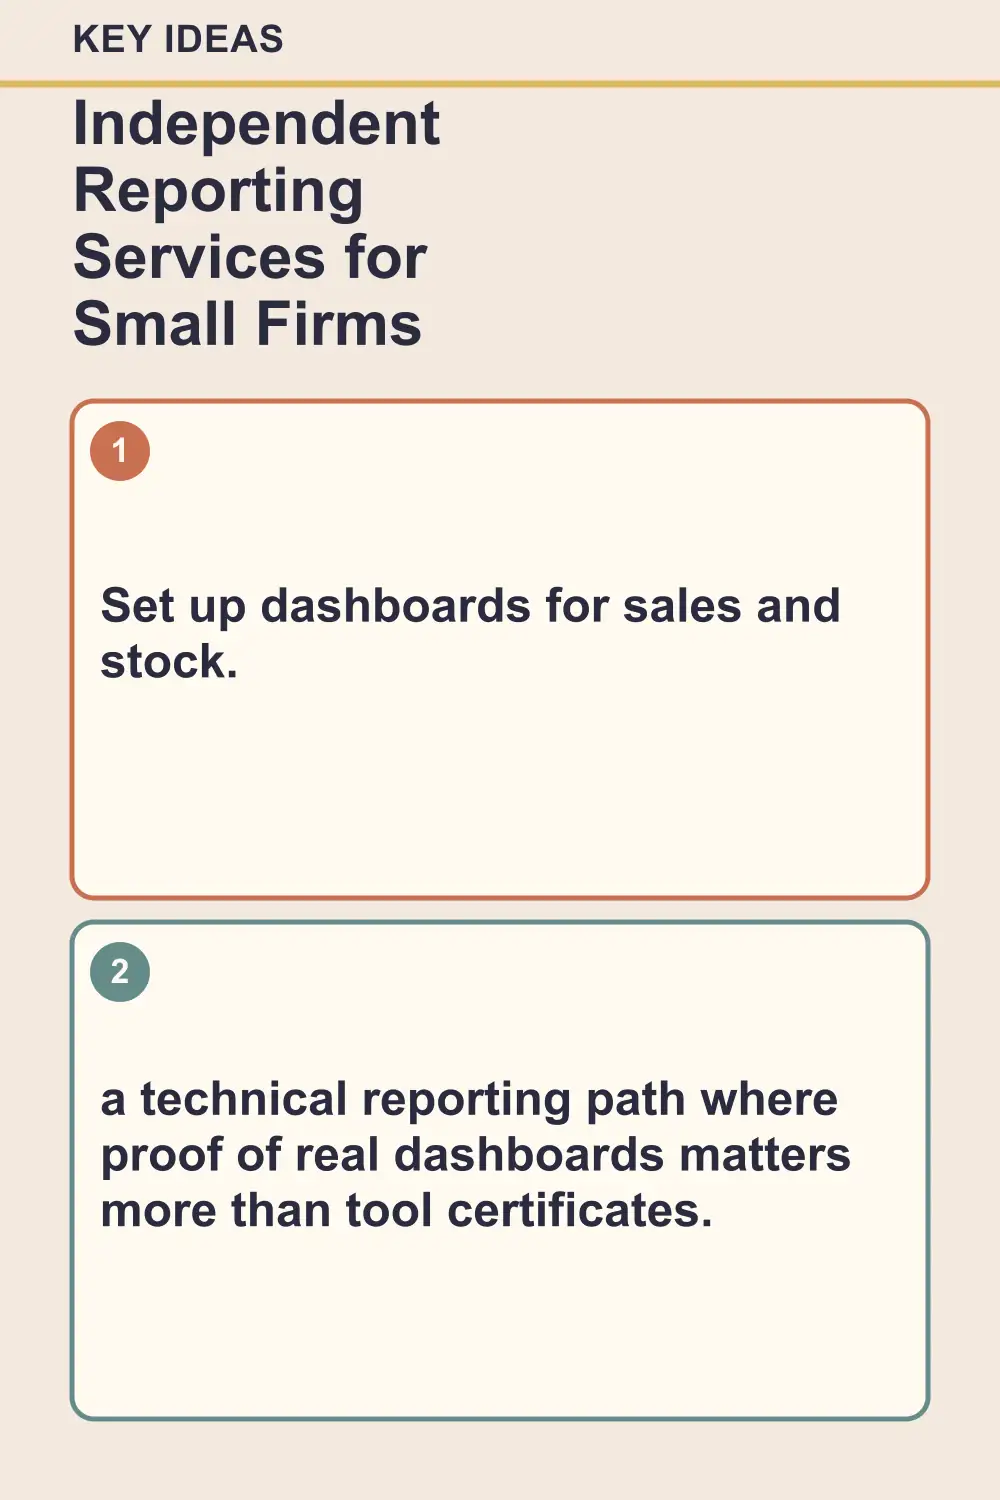 KEY IDEAS
Independent
Reporting
Services for
Small Firms
1
Set up dashboards for sales and
stock.
2
a technical reporting path where
proof of real dashboards matters
more than tool certificates.